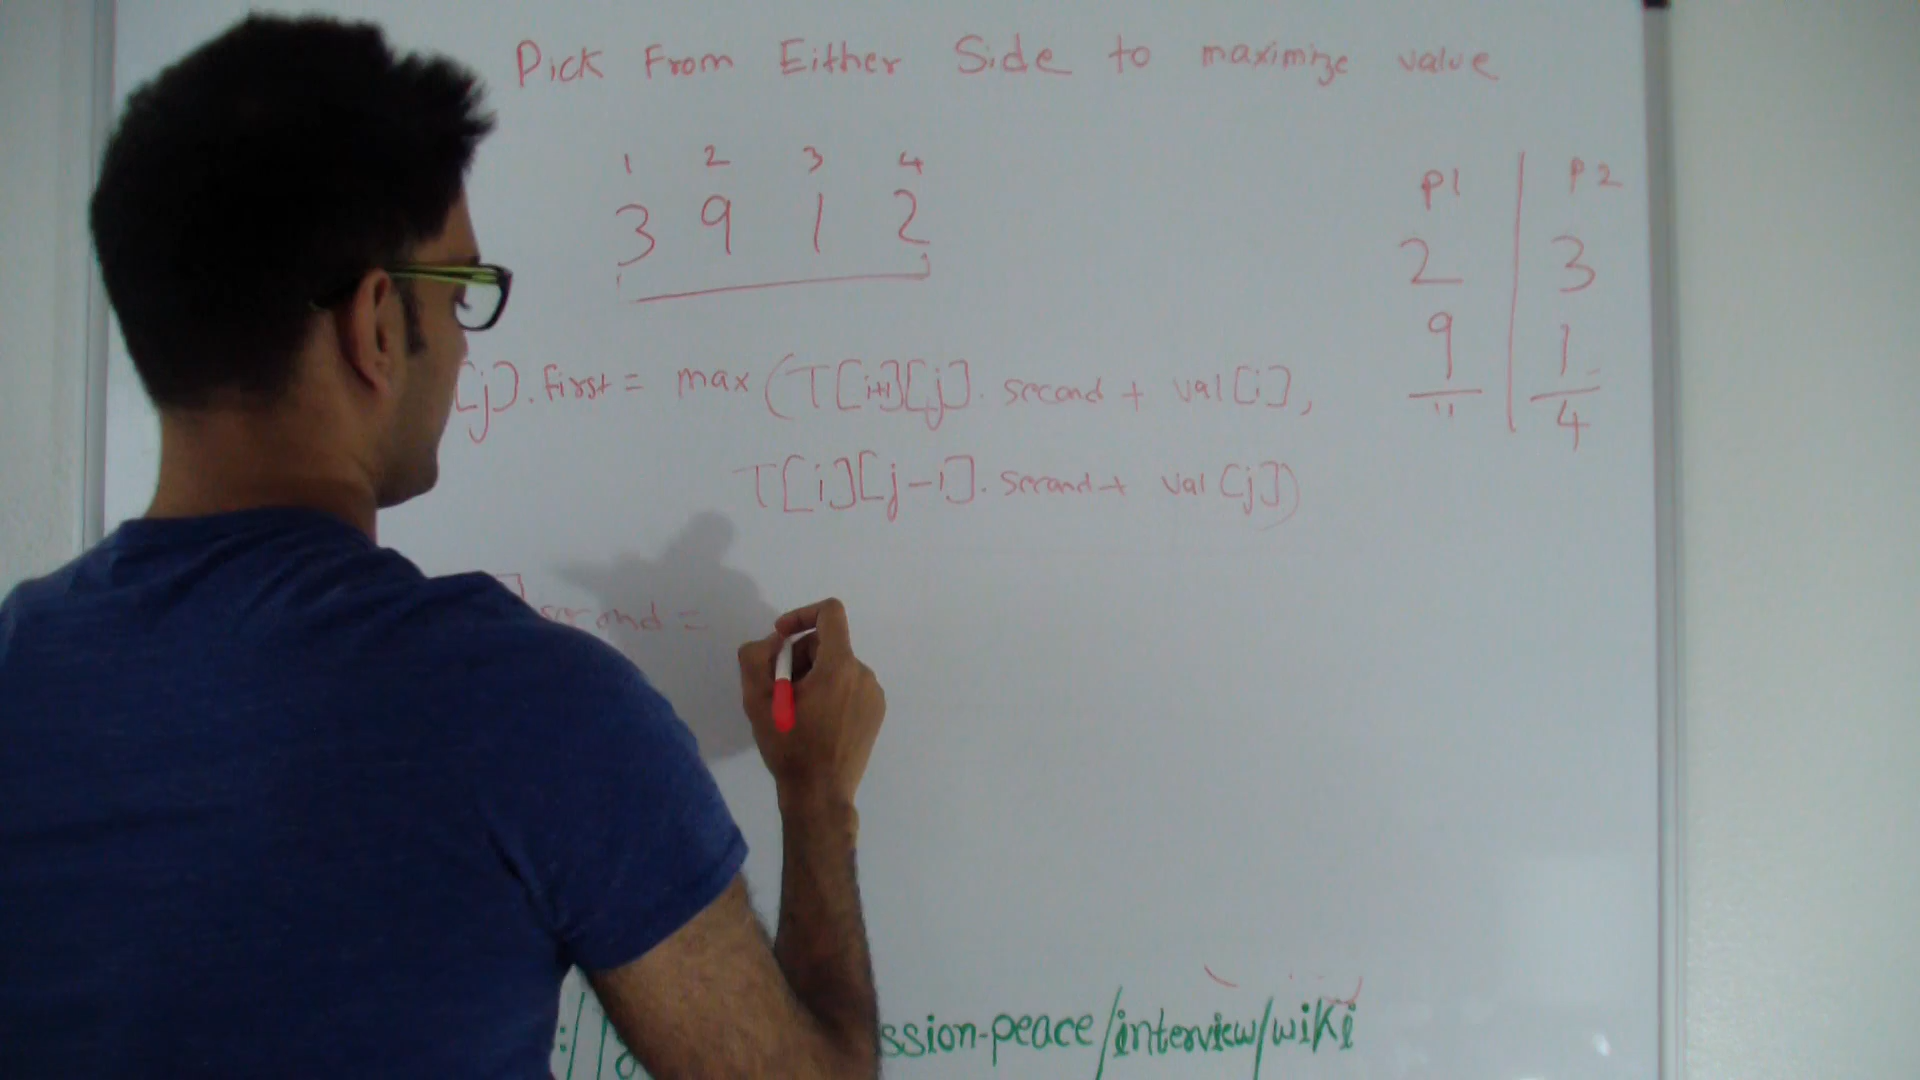 Pick From Either Side to maximize value
1 2 3 4
3 9 1 2
P1 P2
2 3
9 1
11 4
[j].first = max(T[i+1][j].second + val[i],
T[i][j-1].second + val[j])
] second =
ssion-peace/interview/wiki